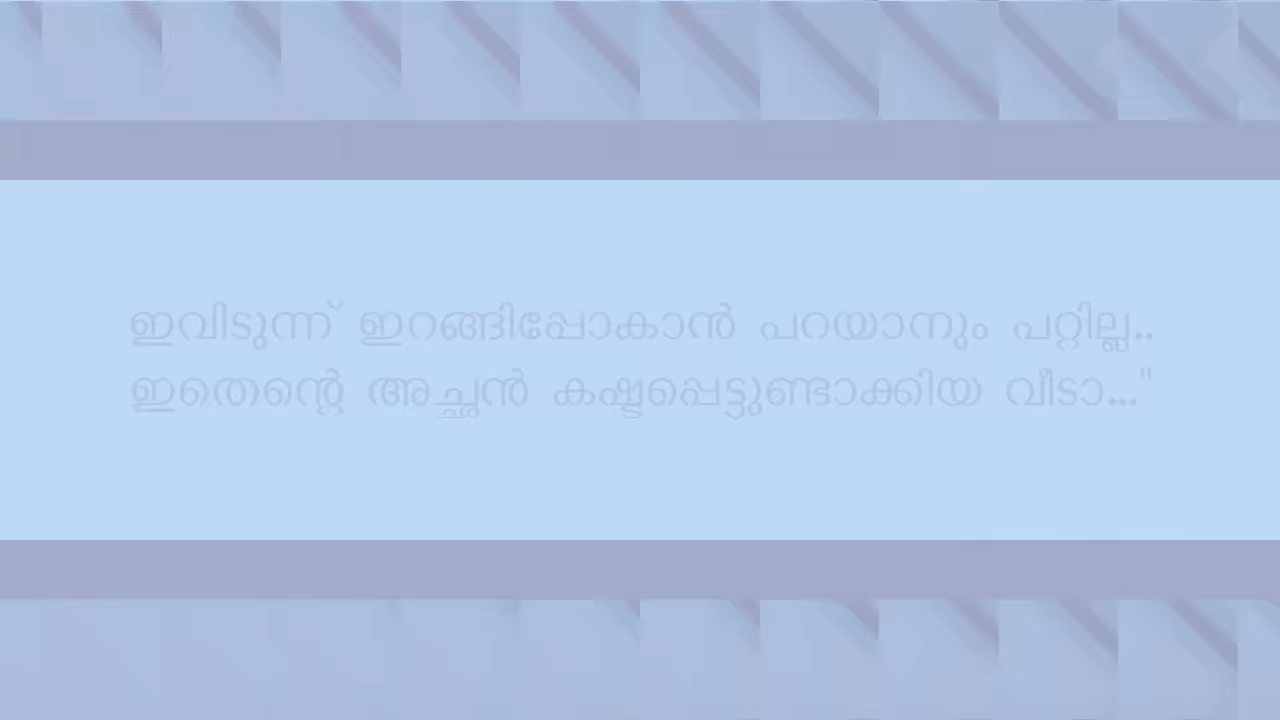 ഇവിടുന്ന് ഇറങ്ങിപ്പോകാൻ പറയാനും പറ്റില്ല..
ഇതെന്റെ അച്ഛൻ കഷ്ടപ്പെട്ടുണ്ടാക്കിയ വീടാ..."